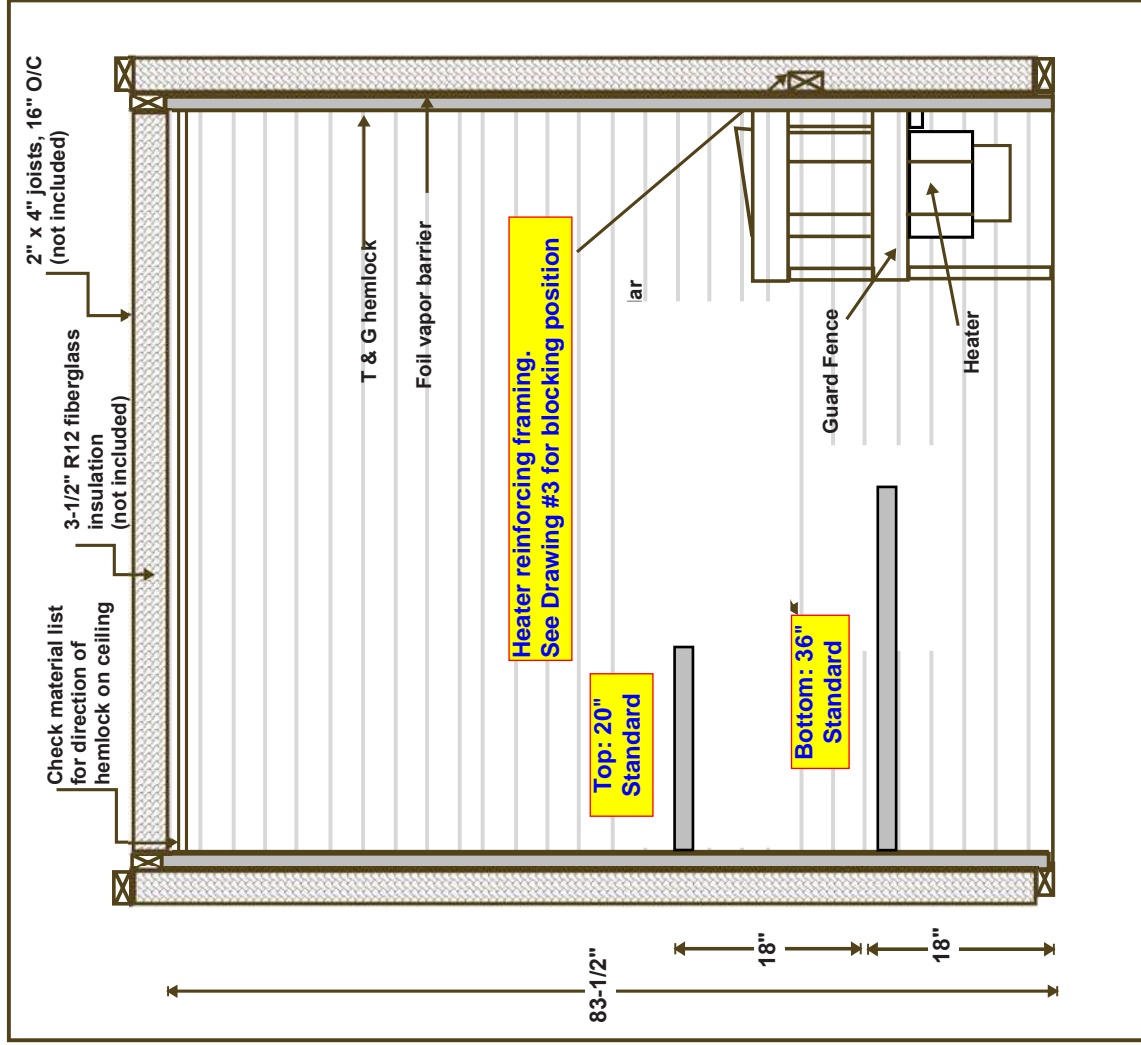 Check material list
for direction of
hemlock on ceiling
3-1/2" R12 fiberglass
insulation
(not included)
2" x 4" joists, 16" O/C
(not included)
T & G hemlock
Foil vapor barrier
Heater reinforcing framing.
See Drawing #3 for blocking position
Top: 20"
Standard
Bottom: 36"
Standard
Guard Fence
Heater
83-1/2"
18"
18"